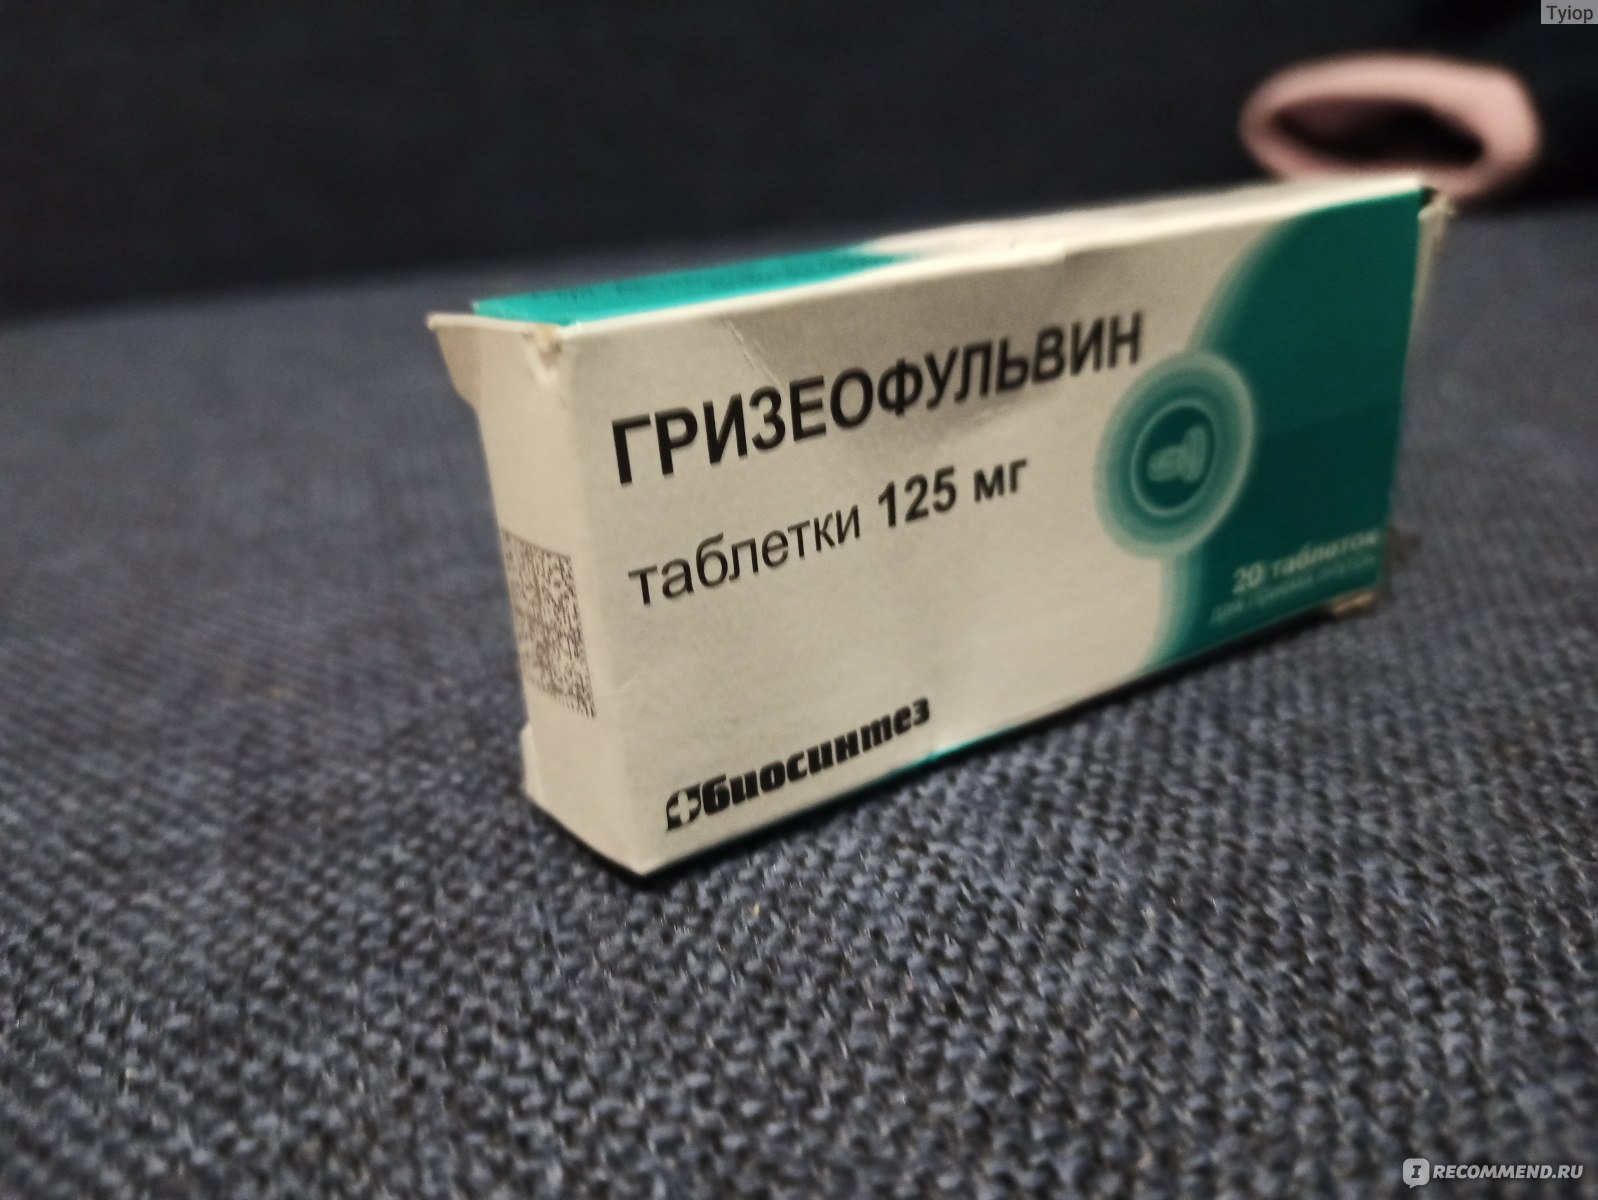 Tyiop
ГРИЗЕОФУЛЬВИН
таблетки 125 мг
20 таблеток
биосинтез
RECOMMEND.RU